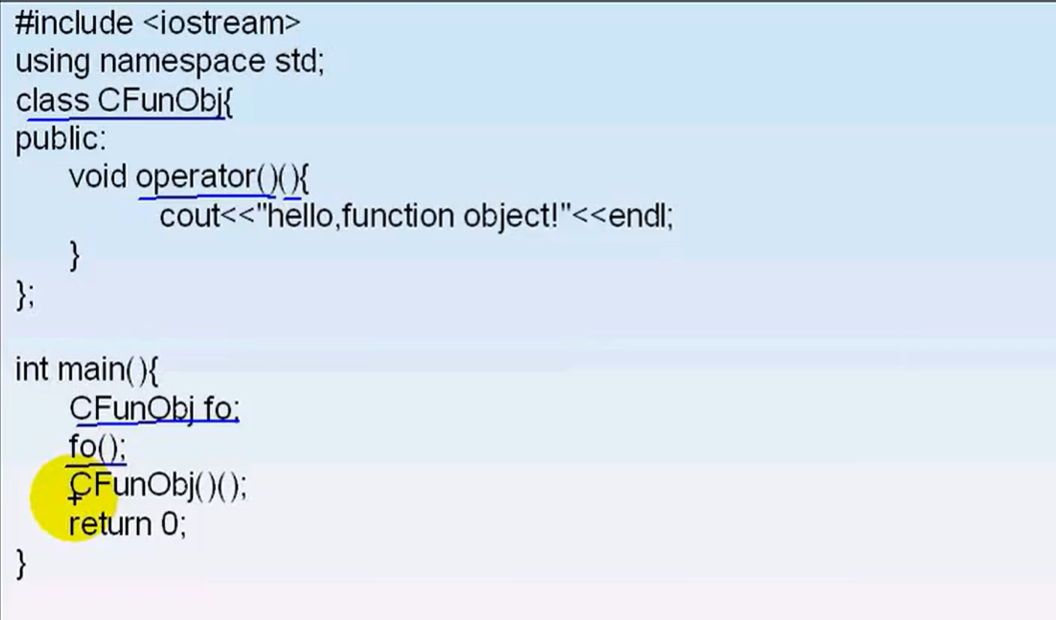 #include <iostream>
using namespace std;
class CFunObj{
public:
void operator()(){
cout<<"hello,function object!"<<endl;
}
};
int main(){
CFunObj fo;
fo();
CFunObj()();
return 0;
}